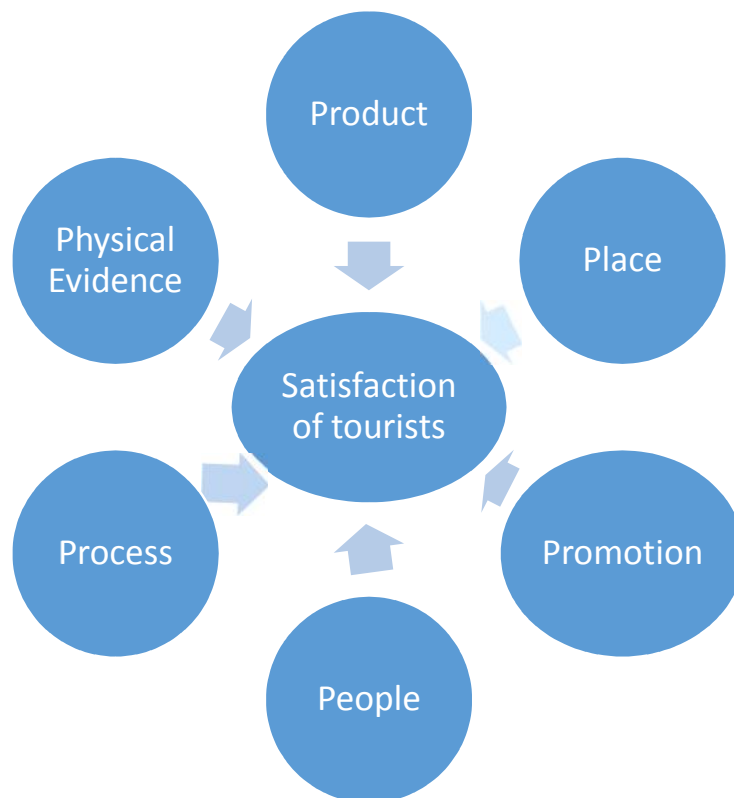 Product
Physical
Evidence
Place
Satisfaction
of tourists
Process
Promotion
People